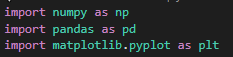 import numpy as np
import pandas as pd
import matplotlib.pyplot as plt